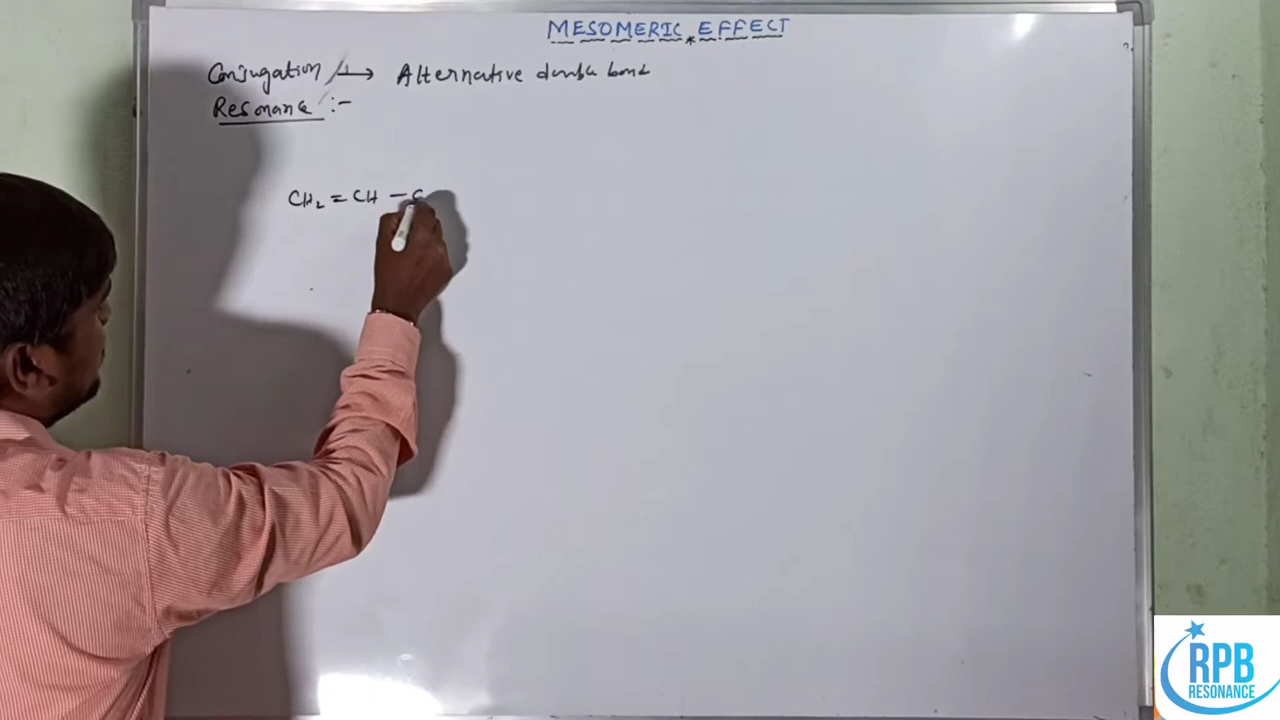 MESOMERIC EFFECT
Conjugation → Alternative double bond
Resonance :-
CH₂ = CH - C
RPB
RESONANCE